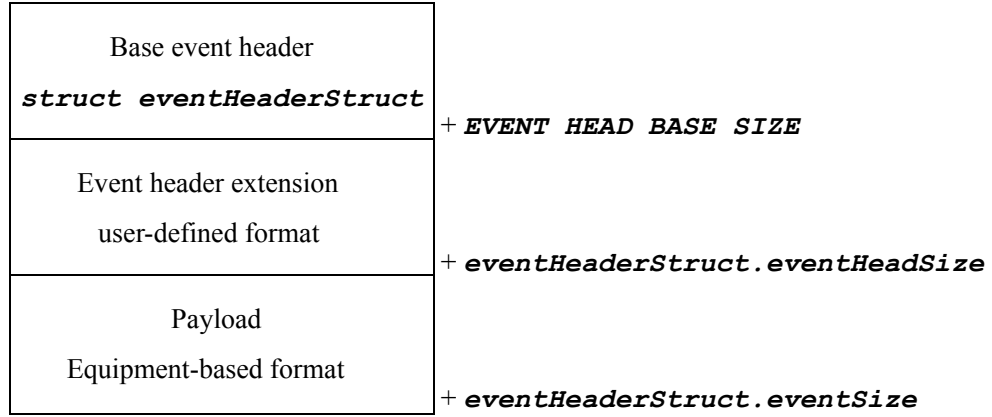 Base event header
struct eventHeaderStruct
+ EVENT HEAD BASE SIZE
Event header extension
user-defined format
+ eventHeaderStruct.eventHeadSize
Payload
Equipment-based format
+ eventHeaderStruct.eventSize